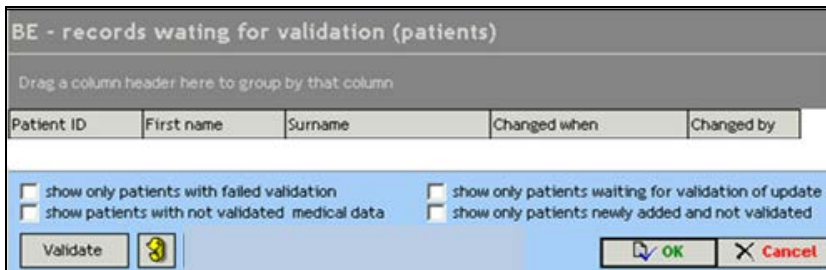 BE - records wating for validation (patients)
Drag a column header here to group by that column
Patient ID First name Surname Changed when Changed by
show only patients with failed validation show only patients waiting for validation of update
show patients with not validated medical data show only patients newly added and not validated
Validate OK Cancel